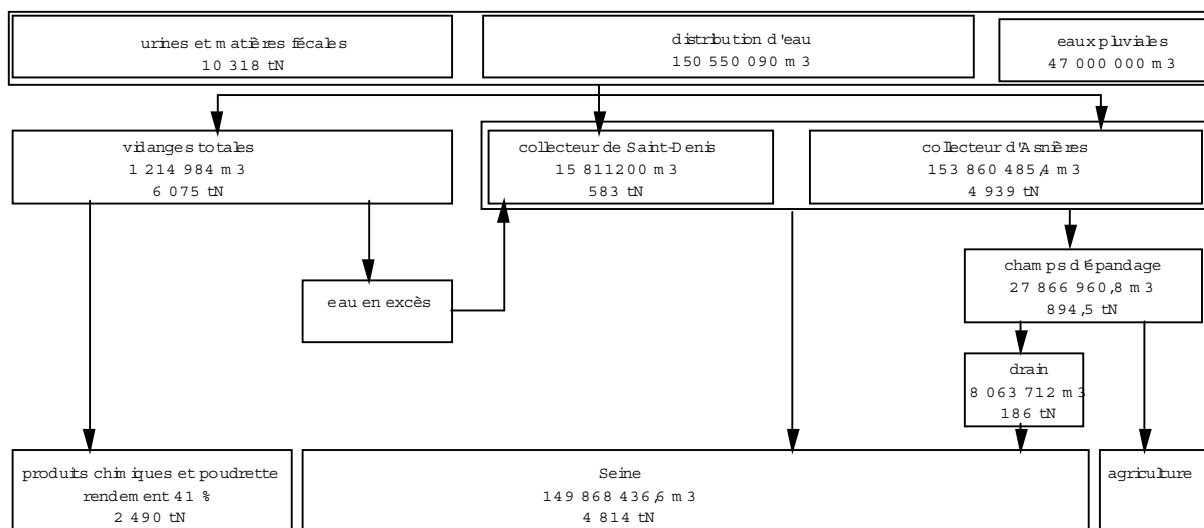 urines et matières fécales
10 318 tN
distribution d'eau
150 550 090 m3
eaux pluviales
47 000 000 m3
vidanges totales
1 214 984 m3
6 075 tN
collecteur de Saint-Denis
15 811200 m3
583 tN
collecteur d'Asnières
153 860 485,4 m3
4 939 tN
eau en excès
champs d'épandage
27 866 960,8 m3
894,5 tN
drain
8 063 712 m3
186 tN
produits chimiques et poudrette
rendement 41 %
2 490 tN
Seine
149 868 436,6 m3
4 814 tN
agriculture